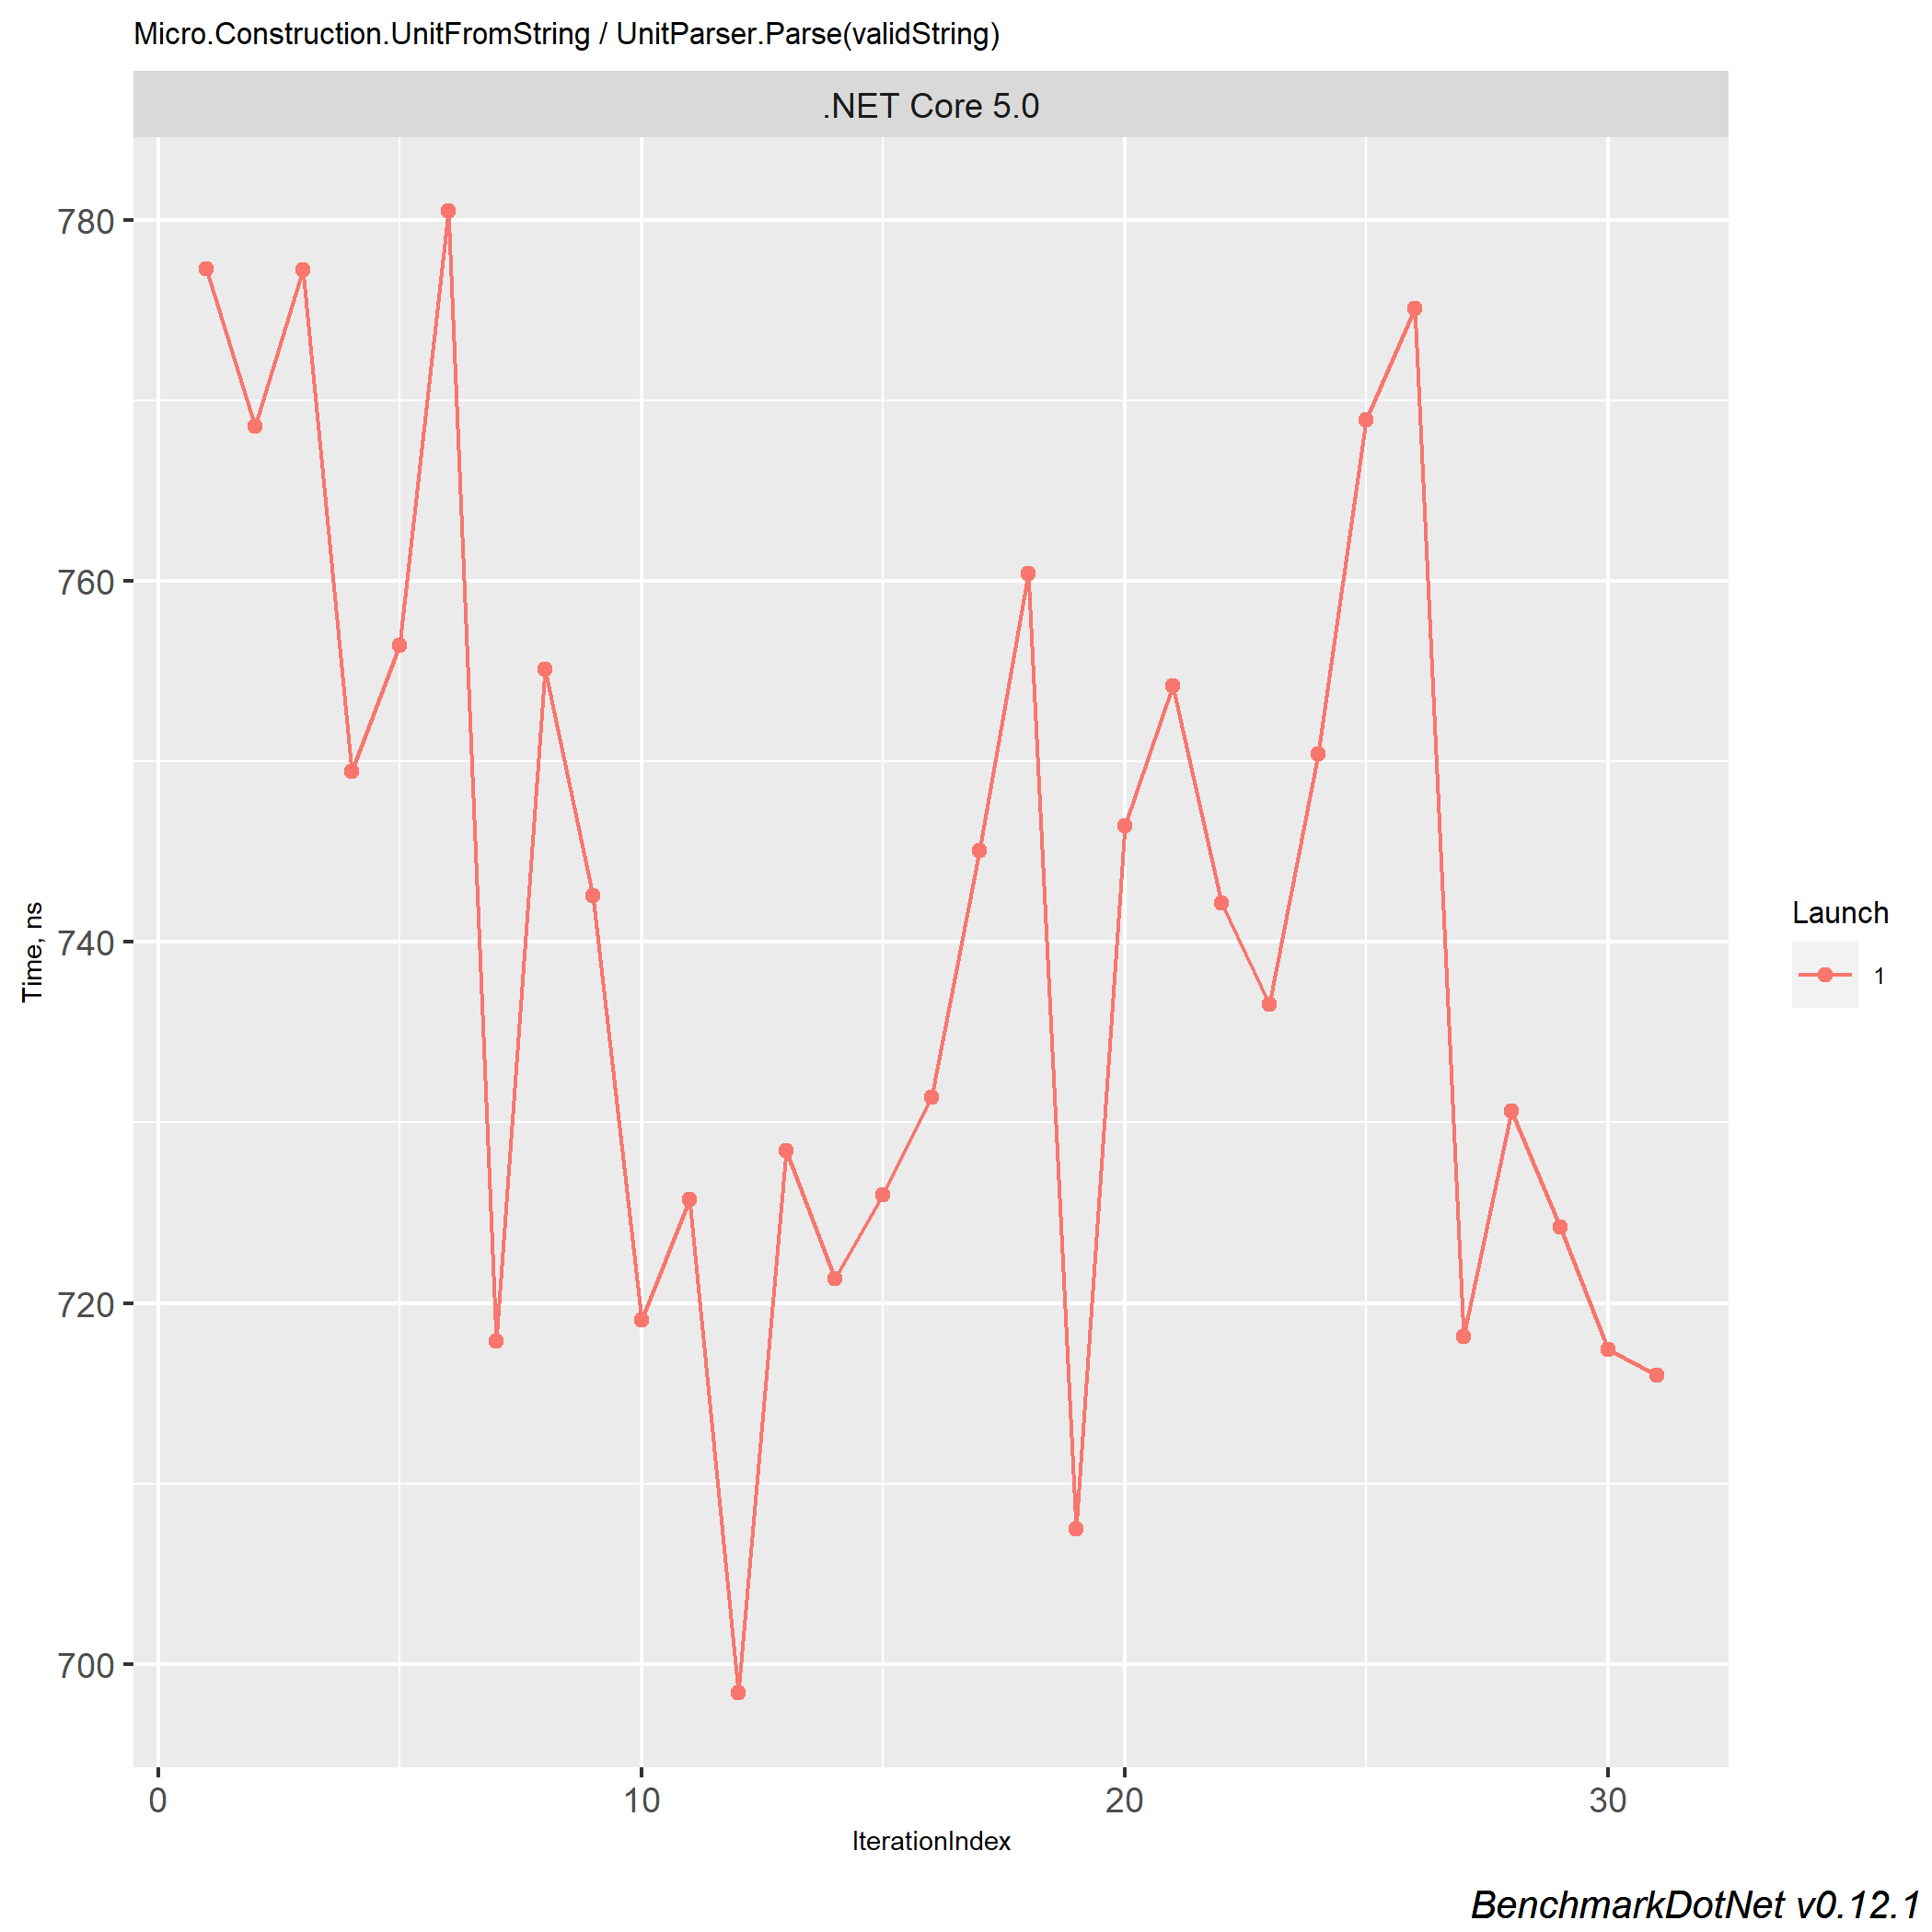 Micro.Construction.UnitFromString / UnitParser.Parse(validString)
.NET Core 5.0
780
760
740
720
700
Time, ns
0 10 20 30
IterationIndex
Launch
1
BenchmarkDotNet v0.12.1